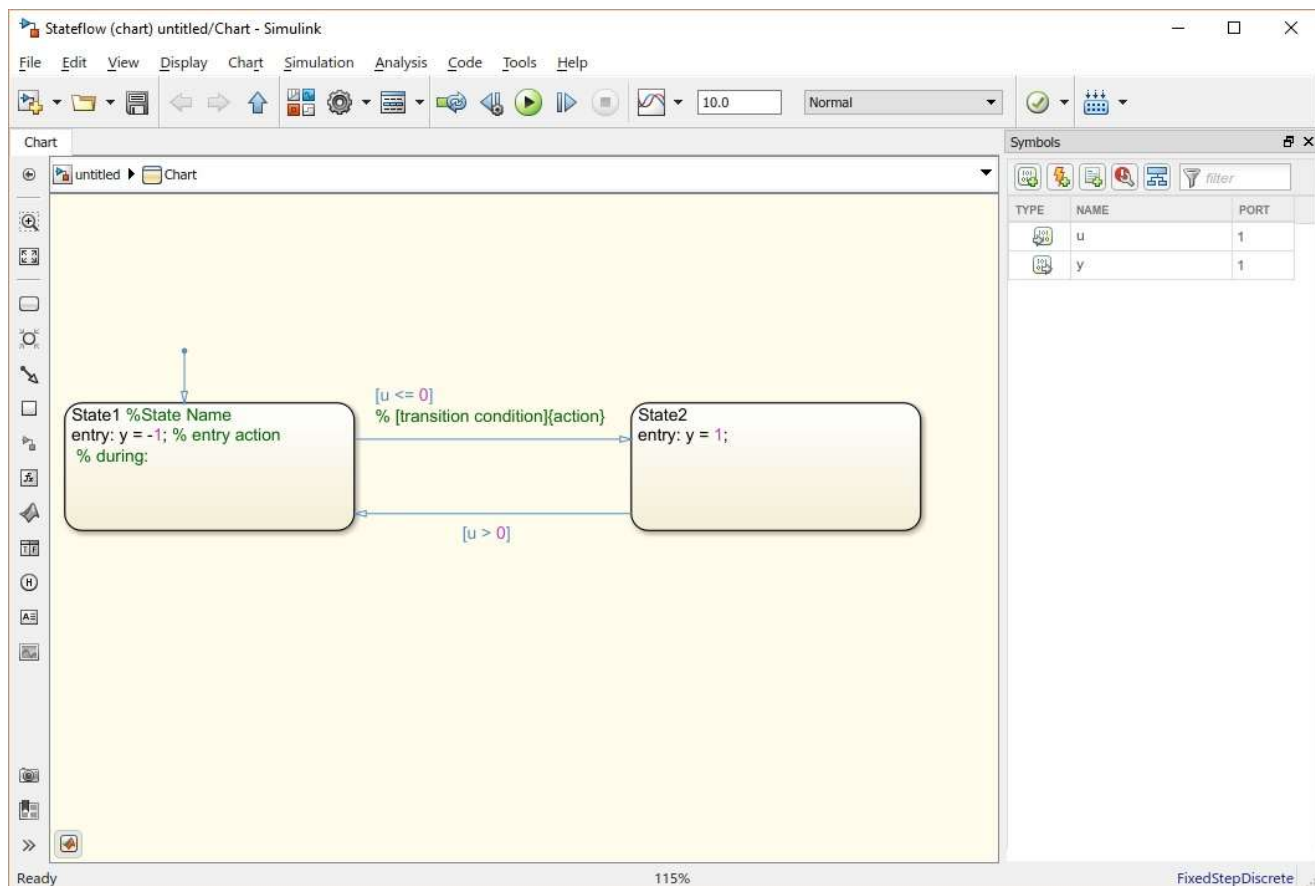 Stateflow (chart) untitled/Chart - Simulink
File Edit View Display Chart Simulation Analysis Code Tools Help
10.0 Normal
Chart
untitled Chart
Symbols
filter
TYPE NAME PORT
u 1
y 1
[u <= 0]
% [transition condition]{action}
State1 %State Name
entry: y = -1; % entry action
% during:
State2
entry: y = 1;
[u > 0]
Ready 115% FixedStepDiscrete